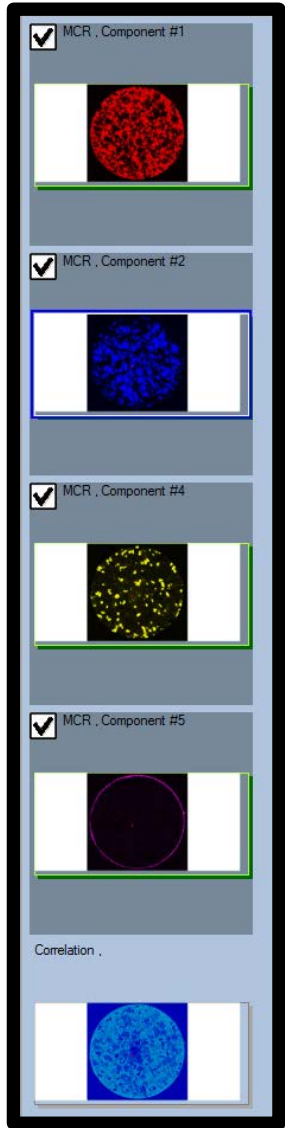 MCR , Component #1
MCR , Component #2
MCR , Component #4
MCR , Component #5
Correlation ,